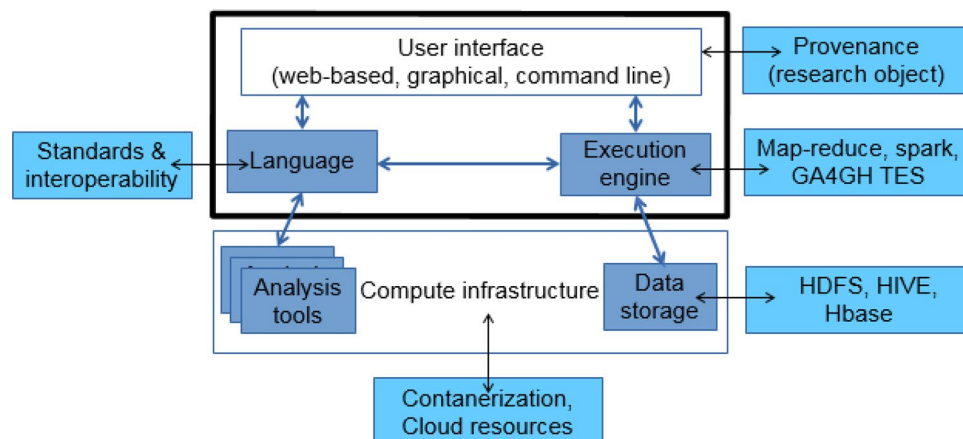 User interface
(web-based, graphical, command line)
Provenance
(research object)
Standards &
interoperability
Language
Execution
engine
Map-reduce, spark,
GA4GH TES
Analysis
tools
Compute infrastructure
Data
storage
HDFS, HIVE,
Hbase
Contanerization,
Cloud resources